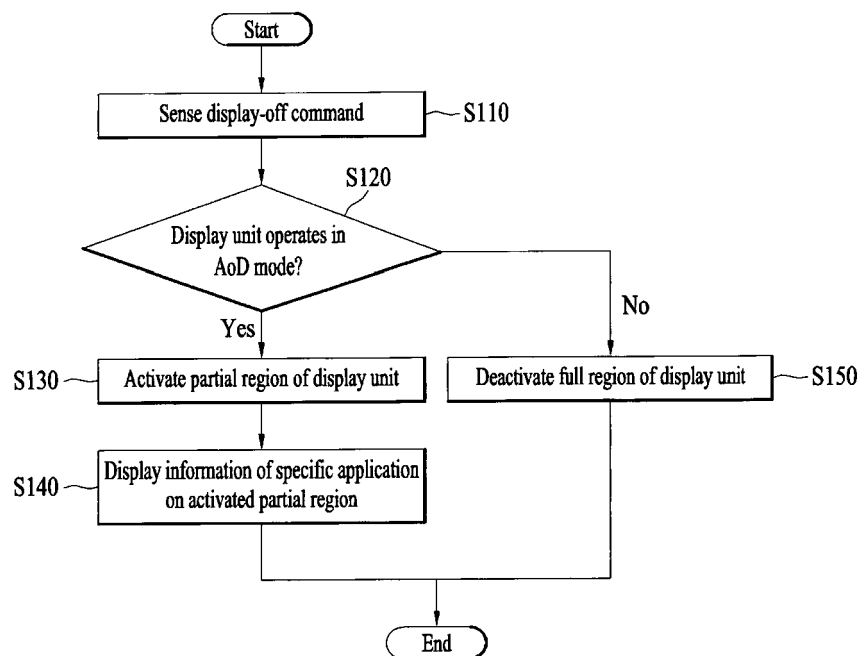 Start
Sense display-off command
S110
S120
Display unit operates in
AoD mode?
Yes
No
S130
Activate partial region of display unit
Deactivate full region of display unit
S150
S140
Display information of specific application
on activated partial region
End